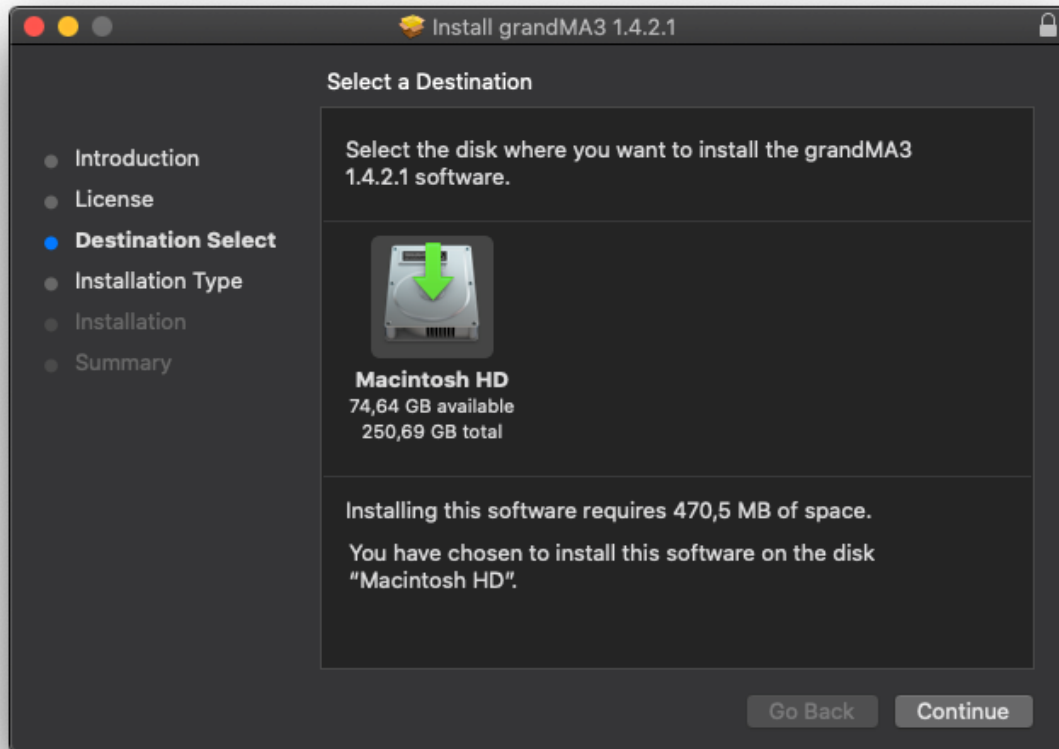 Install grandMA3 1.4.2.1
Select a Destination
Introduction
License
Destination Select
Installation Type
Installation
Summary
Select the disk where you want to install the grandMA3
1.4.2.1 software.
Macintosh HD
74,64 GB available
250,69 GB total
Installing this software requires 470,5 MB of space.
You have chosen to install this software on the disk
“Macintosh HD”.
Go Back
Continue